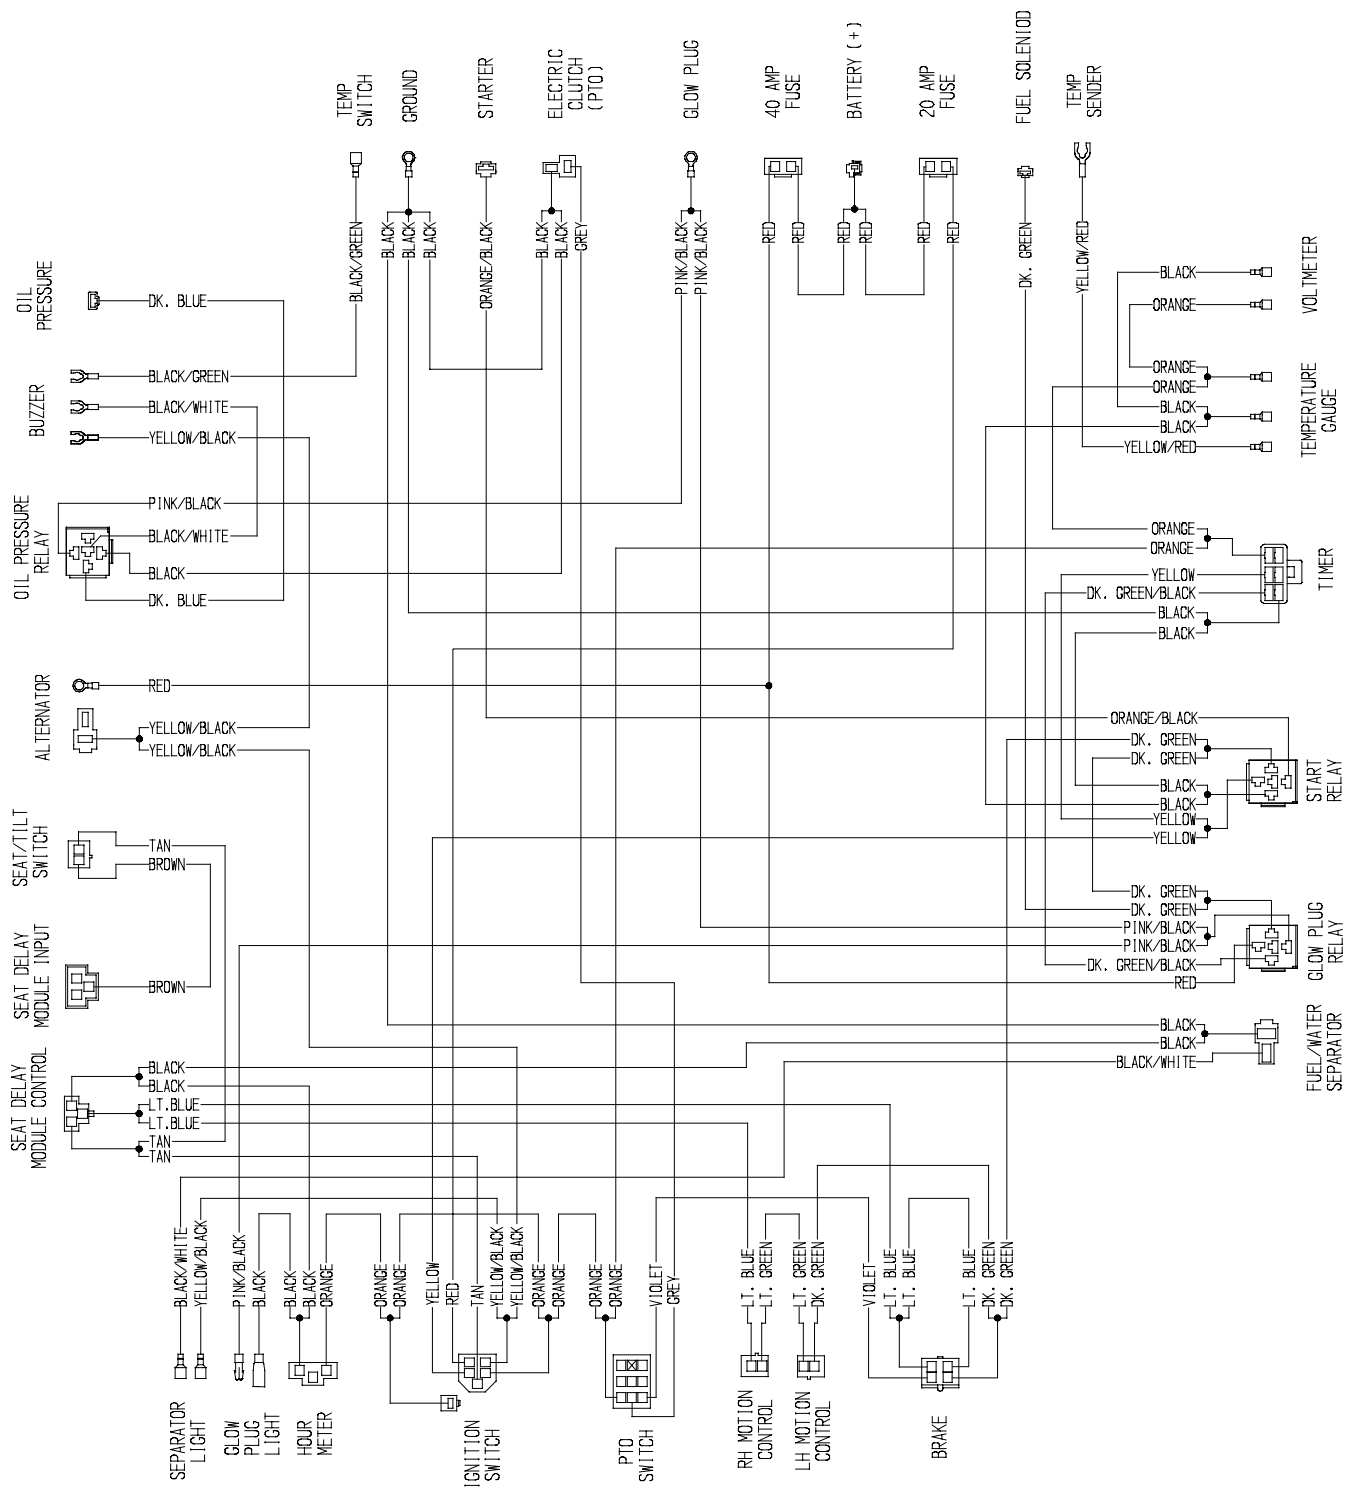 TEMP
SWITCH
GROUND
STARTER
ELECTRIC
CLUTCH
(PTO)
GLOW PLUG
40 AMP
FUSE
BATTERY (+)
20 AMP
FUSE
FUEL SOLENIOD
TEMP
SENDER
BLACK/GREEN
BLACK
BLACK
BLACK
ORANGE/BLACK
BLACK
BLACK
GREY
PINK/BLACK
PINK/BLACK
RED
RED
RED
RED
RED
RED
DK. GREEN
YELLOW/RED
OIL
PRESSURE
DK. BLUE
BUZZER
BLACK/GREEN
BLACK/WHITE
YELLOW/BLACK
OIL PRESSURE
RELAY
PINK/BLACK
BLACK/WHITE
BLACK
DK. BLUE
ALTERNATOR
RED
YELLOW/BLACK
YELLOW/BLACK
SEAT/TILT
SWITCH
TAN
BROWN
SEAT DELAY
MODULE INPUT
BROWN
SEAT DELAY
MODULE CONTROL
BLACK
BLACK
LT.BLUE
LT.BLUE
TAN
TAN
BLACK
ORANGE
VOLTMETER
ORANGE
ORANGE
BLACK
BLACK
YELLOW/RED
TEMPERATURE
GAUGE
ORANGE
ORANGE
YELLOW
DK. GREEN/BLACK
BLACK
BLACK
TIMER
ORANGE/BLACK
DK. GREEN
DK. GREEN
BLACK
BLACK
YELLOW
YELLOW
START
RELAY
DK. GREEN
DK. GREEN
PINK/BLACK
PINK/BLACK
DK. GREEN/BLACK
RED
GLOW PLUG
RELAY
BLACK
BLACK
BLACK/WHITE
FUEL/WATER
SEPARATOR
BLACK/WHITE
YELLOW/BLACK
PINK/BLACK
BLACK
BLACK
BLACK
ORANGE
ORANGE
ORANGE
YELLOW
RED
TAN
YELLOW/BLACK
YELLOW/BLACK
ORANGE
ORANGE
ORANGE
ORANGE
VIOLET
GREY
LT. BLUE
LT. GREEN
LT. GREEN
DK. GREEN
VIOLET
LT. BLUE
LT. BLUE
LT. BLUE
DK. GREEN
DK. GREEN
SEPARATOR
LIGHT
GLOW
PLUG
LIGHT
HOUR
METER
IGNITION
SWITCH
PTO
SWITCH
RH MOTION
CONTROL
LH MOTION
CONTROL
BRAKE